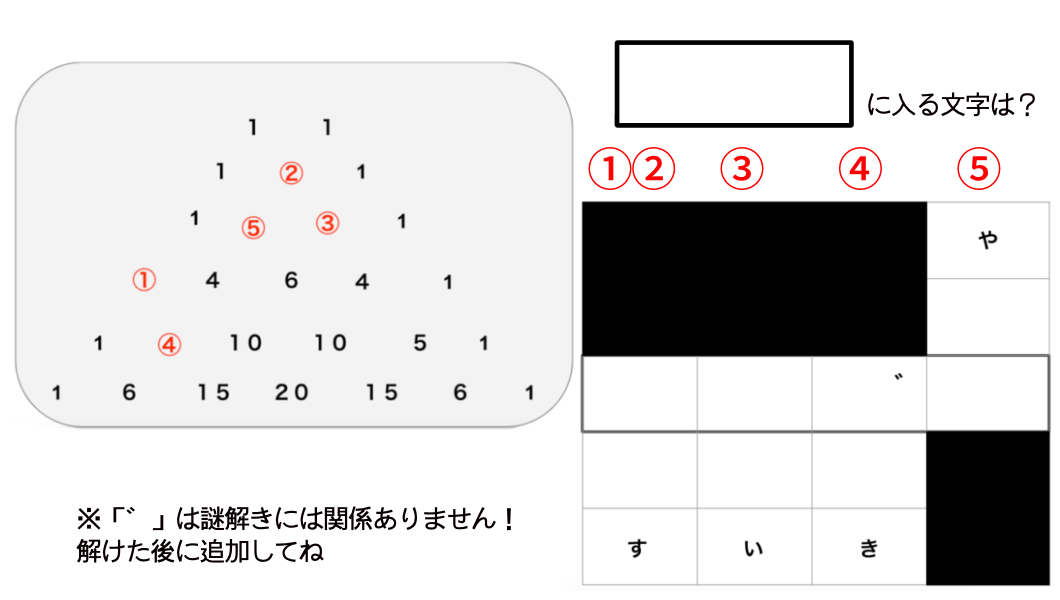 に入る文字は？
1 1
1 ② 1
1 ⑤ ③ 1
① 4 6 4 1
1 ④ 10 10 5 1
1 6 15 20 15 6 1
①② ③ ④ ⑤
や
゛
す い き
※「゛」は謎解きには関係ありません！
解けた後に追加してね